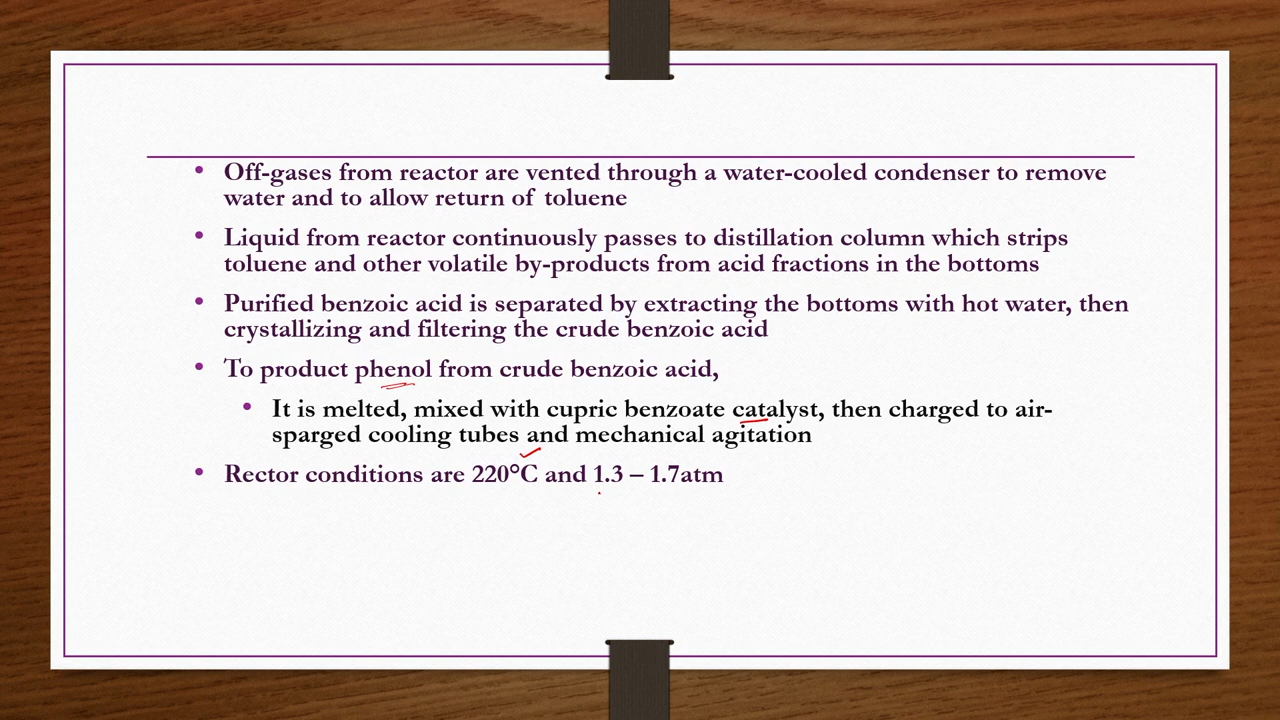 • Off-gases from reactor are vented through a water-cooled condenser to remove
water and to allow return of toluene
• Liquid from reactor continuously passes to distillation column which strips
toluene and other volatile by-products from acid fractions in the bottoms
• Purified benzoic acid is separated by extracting the bottoms with hot water, then
crystallizing and filtering the crude benzoic acid
• To product phenol from crude benzoic acid,
• It is melted, mixed with cupric benzoate catalyst, then charged to air-
sparged cooling tubes and mechanical agitation
• Rector conditions are 220°C and 1.3 – 1.7atm